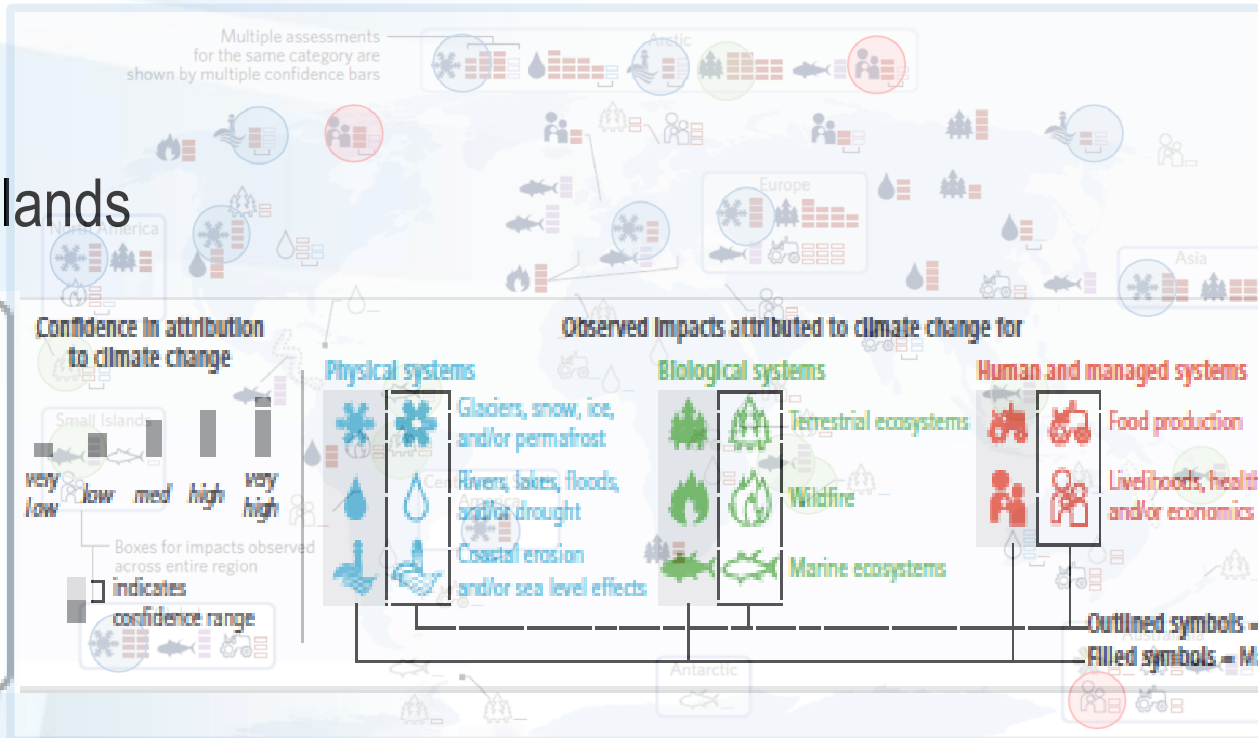 Multiple assessments
for the same category are
shown by multiple confidence bars
Arctic
lands
North America
Europe
Asia
Confidence in attribution
to climate change
Observed impacts attributed to climate change for
Physical systems
Biological systems
Human and managed systems
Small Islands
Glaciers, snow, ice,
and/or permafrost
Terrestrial ecosystems
Food production
very
low
low
med
high
very
high
Rivers, lakes, floods,
and/or drought
Wildfire
Livelihoods, health
and/or economics
America
Boxes for impacts observed
across entire region
Coastal erosion
and/or sea level effects
Marine ecosystems
indicates
confidence range
Outlined symbols =
Filled symbols = M
Antarctic